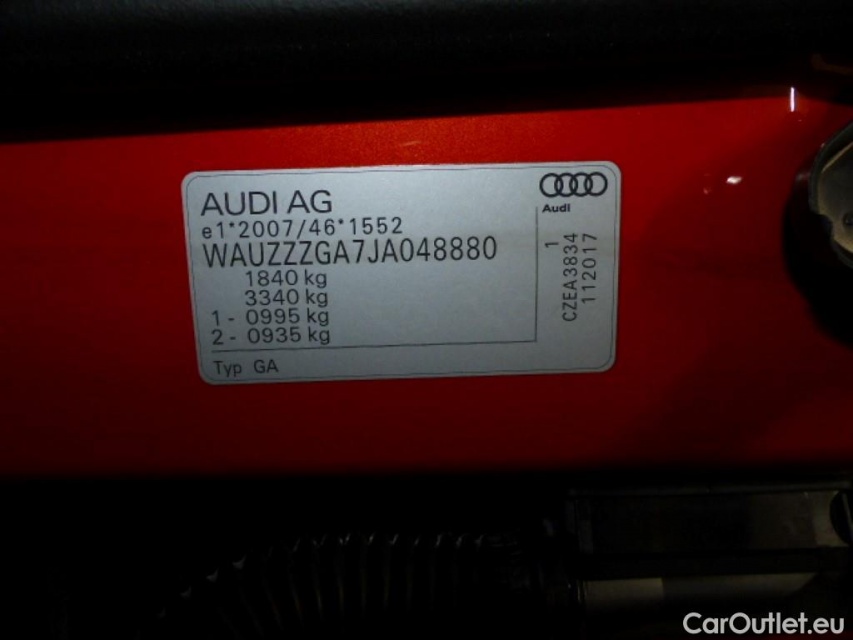 AUDI AG
e1*2007/46*1552
WAUZZZGA7JA048880
1840 kg
3340 kg
1 - 0995 kg
2 - 0935 kg
Typ GA
Audi
1
CZEA3834
112017
CarOutlet.eu